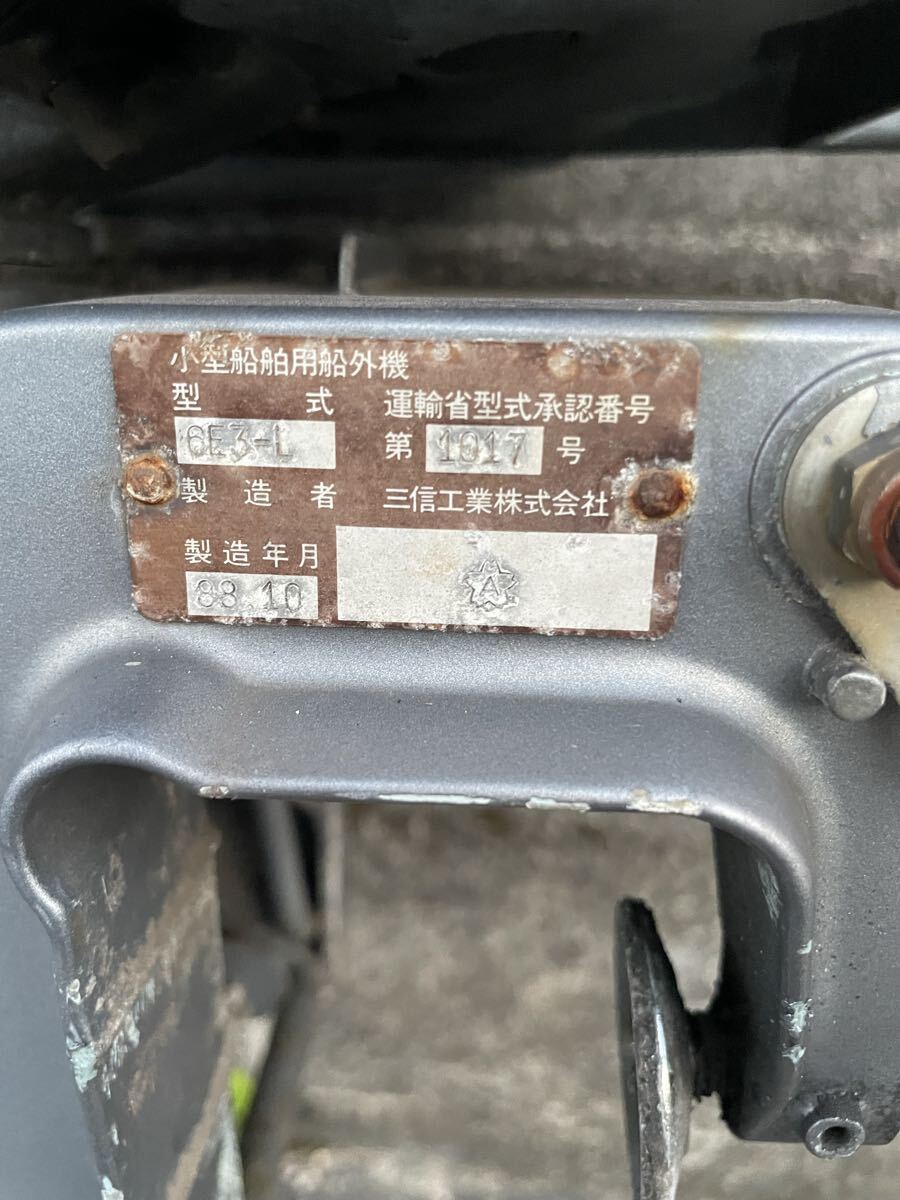 小型船舶用船外機
型式 運輸省型式承認番号
6E3-L 第 1017 号
製造者 三信工業株式会社
製造年月
88.10 A